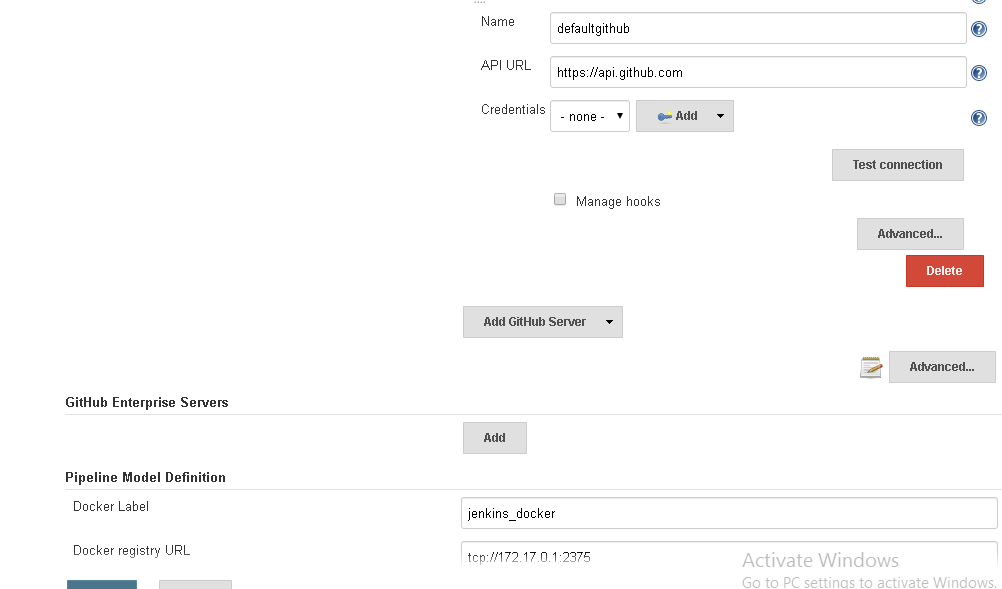 Name
defaultgithub
API URL
https://api.github.com
Credentials
- none -
Add
Test connection
Manage hooks
Advanced...
Delete
Add GitHub Server
Advanced...
GitHub Enterprise Servers
Add
Pipeline Model Definition
Docker Label
jenkins_docker
Docker registry URL
tcp://172.17.0.1:2375
Activate Windows
Go to PC settings to activate Windows.